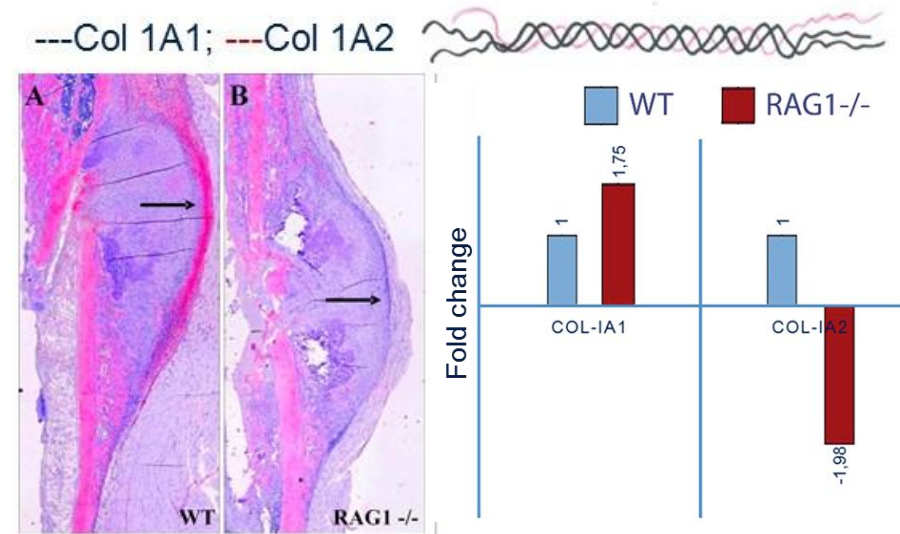 ---Col 1A1; ---Col 1A2
A
B
WT
RAG1 -/-
WT
RAG1-/-
Fold change
1
1,75
1
-1,98
COL-IA1
COL-IA2